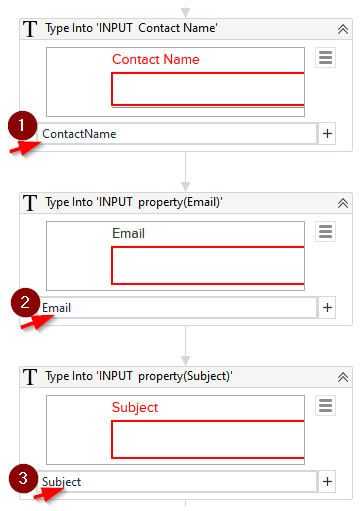 T Type Into 'INPUT Contact Name'
Contact Name
1
ContactName +
T Type Into 'INPUT property(Email)'
Email
2
Email +
T Type Into 'INPUT property(Subject)'
Subject
3
Subject +